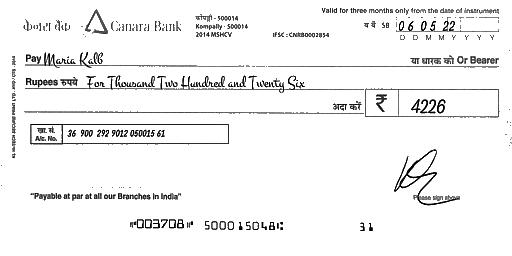 केनरा बैंक Canara Bank
कोंपल्ली - 500014
Kompally - 500014
2014 MSHCV
IFSC : CNRB0002854
Valid for three months only from the date of instrument
SB 06 05 22
D D M M Y Y Y Y
Pay Maria Kalb या धारक को Or Bearer
Rupees रुपये For Thousand Two Hundred and Twenty Six
अदा करें ₹ 4226
खा. सं.
A/c. No. 36 900 292 9012 050015 61
Please sign above
"Payable at par at all our Branches in India"
⑈003708⑈ 500015048⑆ 31